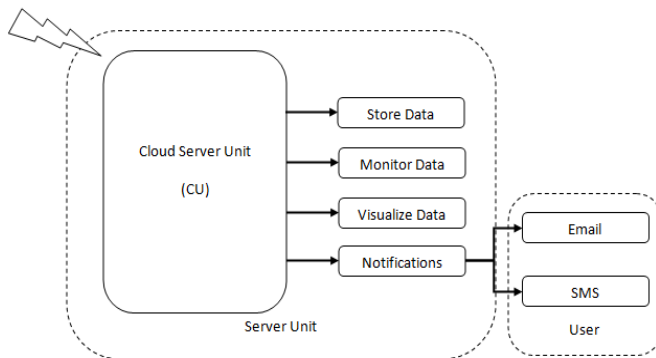 Cloud Server Unit
(CU)
Store Data
Monitor Data
Visualize Data
Notifications
Server Unit
Email
SMS
User